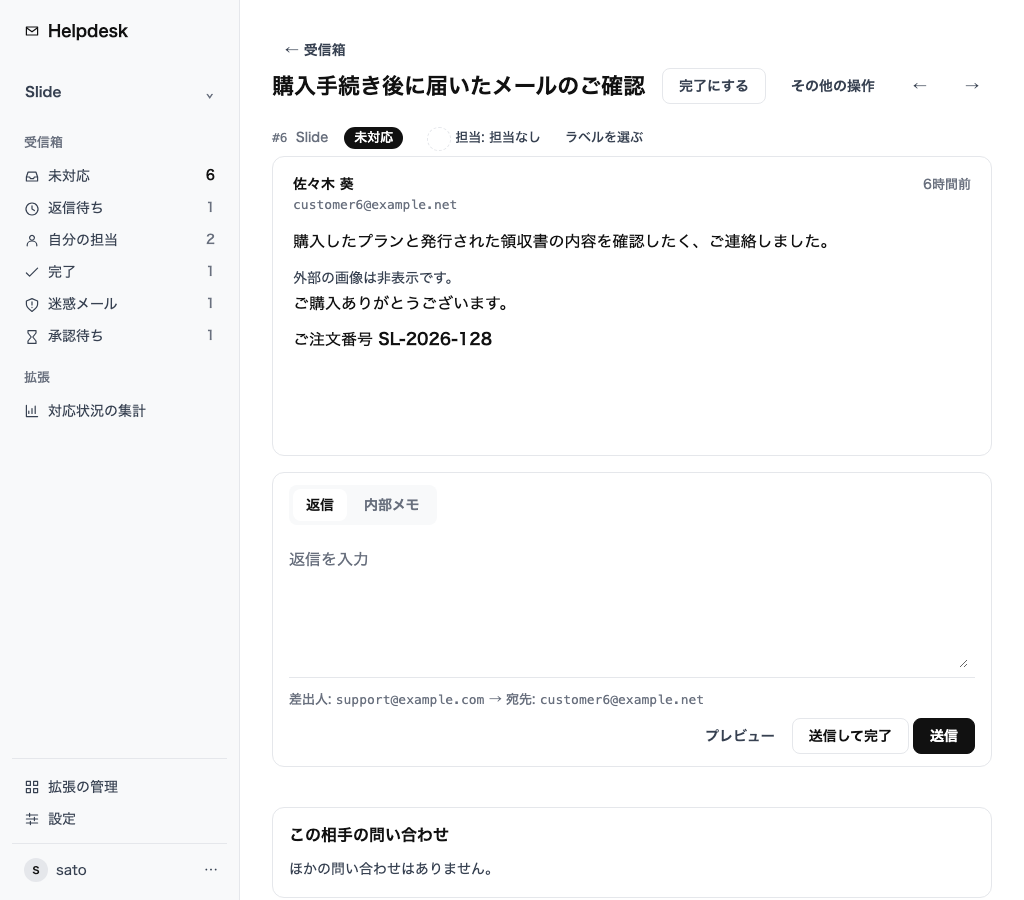 Helpdesk
Slide
受信箱
未対応 6
返信待ち 1
自分の担当 2
完了 1
迷惑メール 1
承認待ち 1
拡張
対応状況の集計
拡張の管理
設定
S sato ...
← 受信箱
購入手続き後に届いたメールのご確認 完了にする その他の操作 ← →
#6 Slide 未対応 担当: 担当なし ラベルを選ぶ
佐々木 葵 6時間前
customer6@example.net
購入したプランと発行された領収書の内容を確認したく、ご連絡しました。
外部の画像は非表示です。
ご購入ありがとうございます。
ご注文番号 SL-2026-128
返信 内部メモ
返信を入力
差出人: support@example.com → 宛先: customer6@example.net
プレビュー 送信して完了 送信
この相手の問い合わせ
ほかの問い合わせはありません。